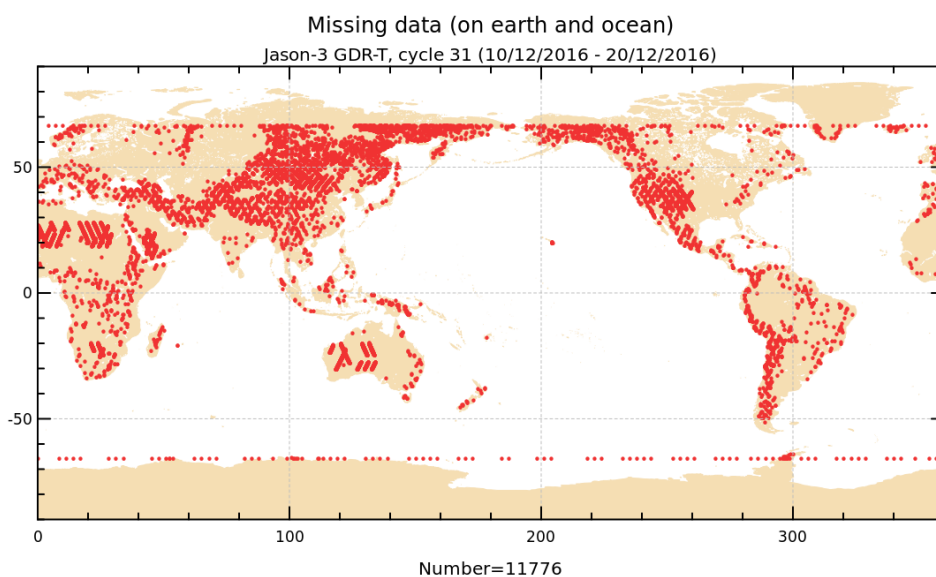 Missing data (on earth and ocean)
Jason-3 GDR-T, cycle 31 (10/12/2016 - 20/12/2016)
50
0
-50
0 100 200 300
Number=11776